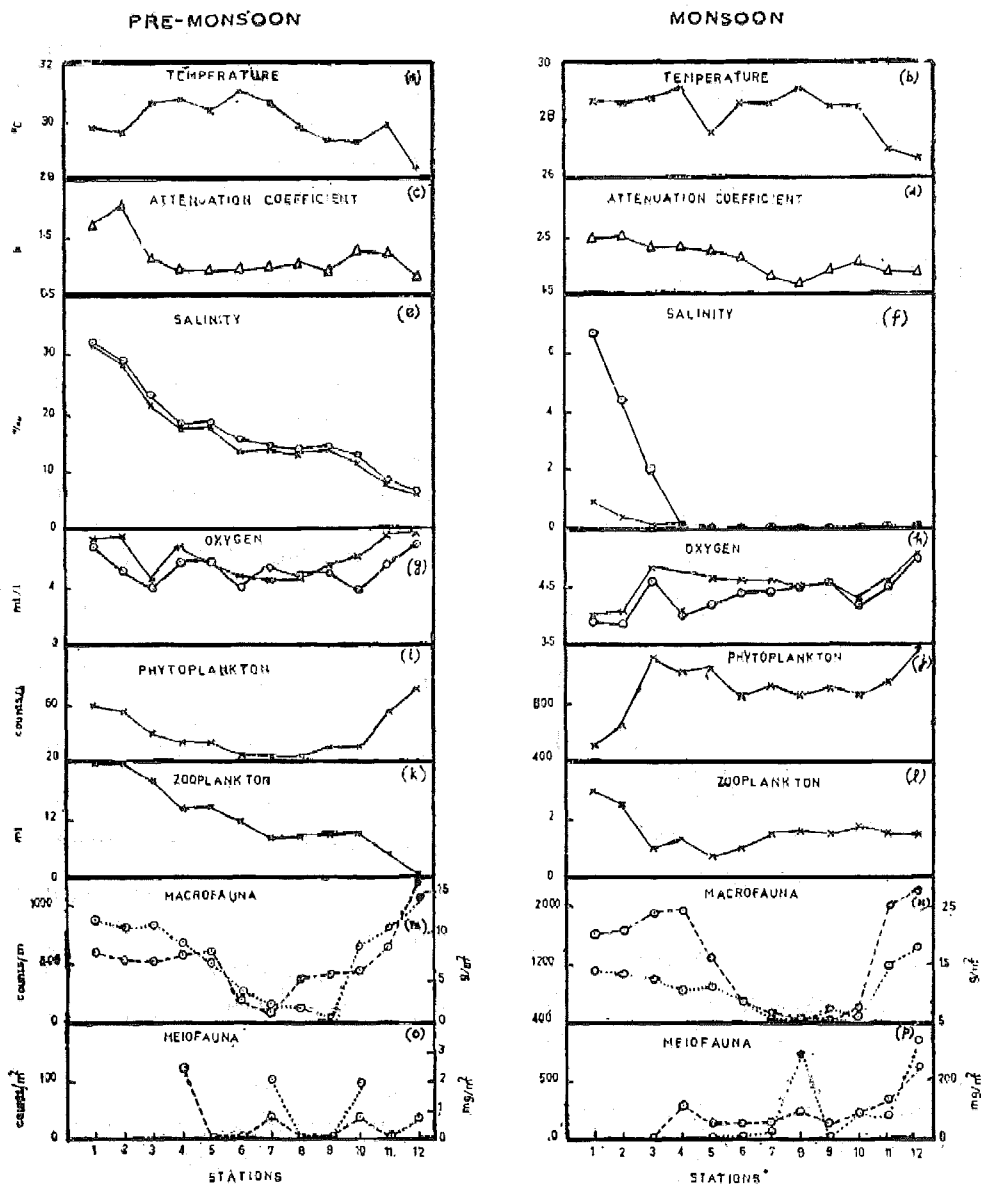 PRE-MONSOON
MONSOON
32
TEMPERATURE
(a)
30
°C
28
30
TEMPERATURE
(b)
28
26
ATTENUATION COEFFICIENT
(c)
1.5
k
0.5
ATTENUATION COEFFICIENT
(d)
2.5
1.5
SALINITY
(e)
30
20
10
0
SALINITY
(f)
6
4
2
0
OXYGEN
(g)
4
ml/l
3
OXYGEN
(h)
4.5
3.5
PHYTOPLANKTON
(i)
60
counts/l
20
PHYTOPLANKTON
(j)
800
400
ZOOPLANKTON
(k)
12
ml
0
ZOOPLANKTON
(l)
2
0
MACROFAUNA
(m)
1000
15
10
counts/m
5
g/m²
0
0
MACROFAUNA
(n)
2000
25
1200
15
g/m²
400
5
MEIOFAUNA
(o)
3
100
2
counts/m²
1
mg/m²
0
0
MEIOFAUNA
(p)
500
200
mg/m²
0
0
1 2 3 4 5 6 7 8 9 10 11 12
STATIONS
1 2 3 4 5 6 7 8 9 10 11 12
STATIONS